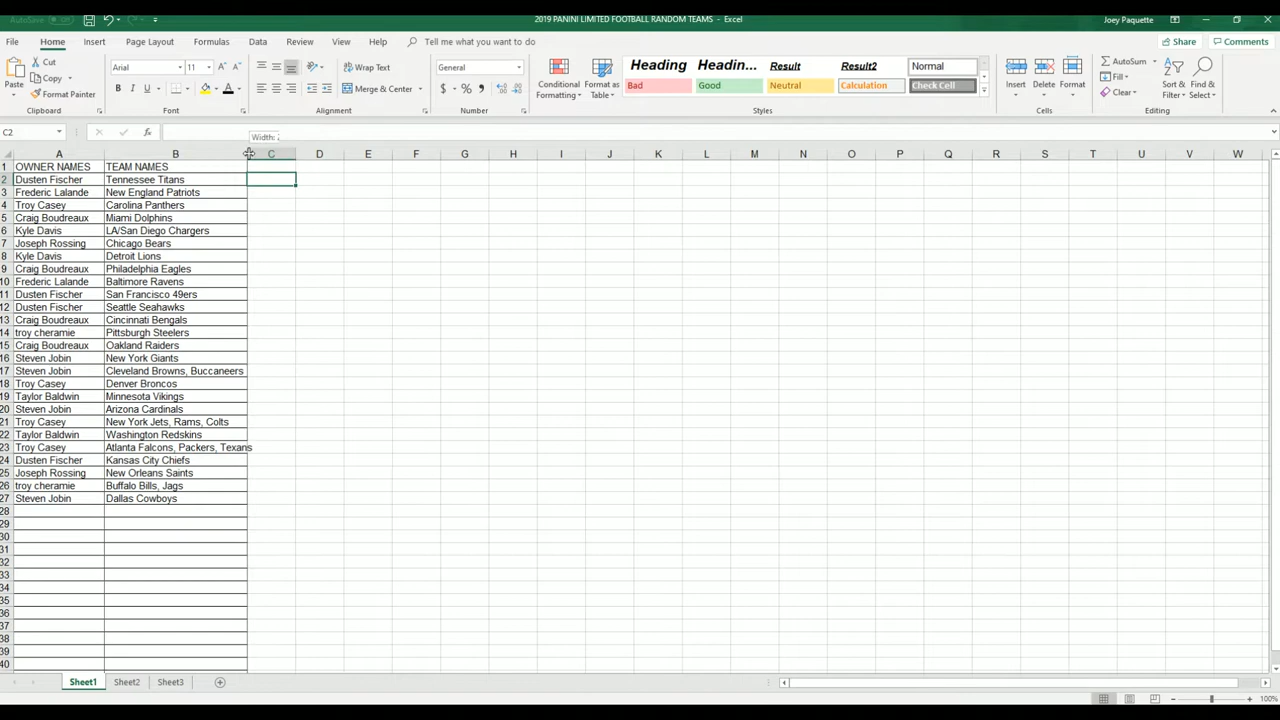 AutoSave Off 2019 PANINI LIMITED FOOTBALL RANDOM TEAMS - Excel Joey Paquette
File Home Insert Page Layout Formulas Data Review View Help Tell me what you want to do Share Comments
Cut Arial 11 Wrap Text General Heading Headin... Result Result2 Normal AutoSum
Copy Fill
Paste Format Painter B I U A Merge & Center $ % Conditional Formatting Format as Table Bad Good Neutral Calculation Check Cell Insert Delete Format Clear Sort & Filter Find & Select
Clipboard Font Alignment Number Styles Cells Editing
C2 fx Width:
A B C D E F G H I J K L M N O P Q R S T U V W
1 OWNER NAMES TEAM NAMES
2 Dusten Fischer Tennessee Titans
3 Frederic Lalande New England Patriots
4 Troy Casey Carolina Panthers
5 Craig Boudreaux Miami Dolphins
6 Kyle Davis LA/San Diego Chargers
7 Joseph Rossing Chicago Bears
8 Kyle Davis Detroit Lions
9 Craig Boudreaux Philadelphia Eagles
10 Frederic Lalande Baltimore Ravens
11 Dusten Fischer San Francisco 49ers
12 Dusten Fischer Seattle Seahawks
13 Craig Boudreaux Cincinnati Bengals
14 troy cheramie Pittsburgh Steelers
15 Craig Boudreaux Oakland Raiders
16 Steven Jobin New York Giants
17 Steven Jobin Cleveland Browns, Buccaneers
18 Troy Casey Denver Broncos
19 Taylor Baldwin Minnesota Vikings
20 Steven Jobin Arizona Cardinals
21 Troy Casey New York Jets, Rams, Colts
22 Taylor Baldwin Washington Redskins
23 Troy Casey Atlanta Falcons, Packers, Texans
24 Dusten Fischer Kansas City Chiefs
25 Joseph Rossing New Orleans Saints
26 troy cheramie Buffalo Bills, Jags
27 Steven Jobin Dallas Cowboys
28
29
30
31
32
33
34
35
36
37
38
39
40
Sheet1 Sheet2 Sheet3
100%